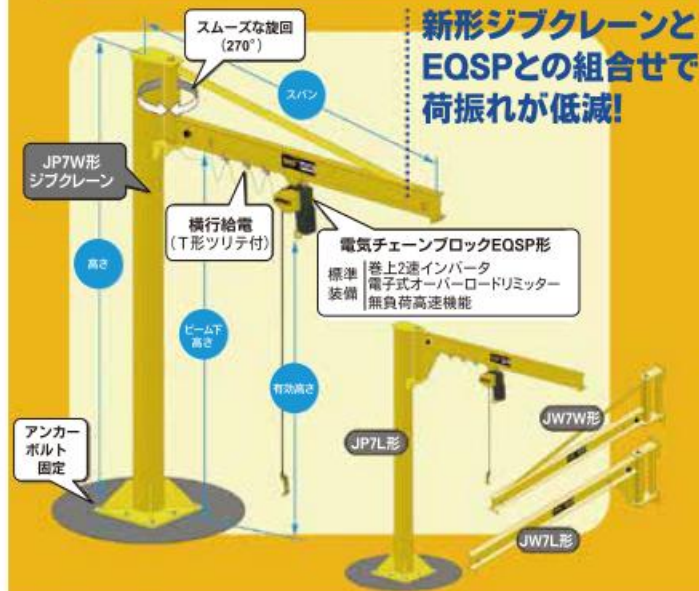 新形ジブクレーンと
EQSPとの組合せで
荷振れが低減!
スムーズな旋回
(270°)
スパン
JP7W形
ジブクレーン
横行給電
(T形ツリテ付)
電気チェーンブロックEQSP形
標準装備
巻上2速インバータ
電子式オーバーロードリミッター
無負荷高速機能
高さ
ビーム下
高さ
有効高さ
アンカー
ボルト
固定
JP7L形
JW7W形
JW7L形